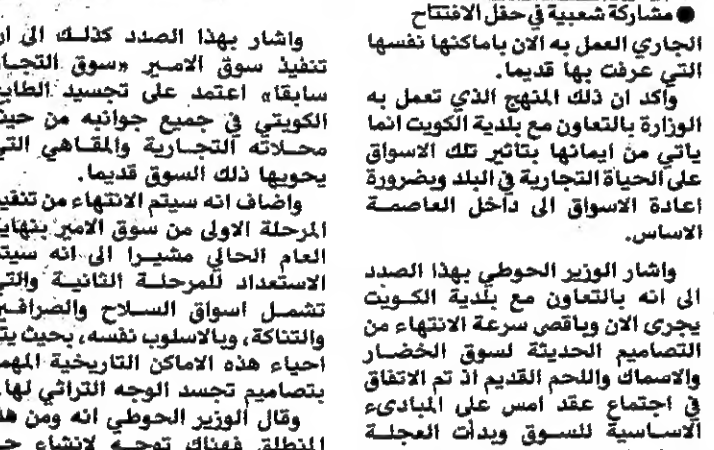 ● مشاركة شعبية في حفل الافتتاح
الجاري العمل به الان باماكنها نفسها
التي عرفت بها قديما.
واكد ان ذلك المنهج الذي تعمل به
الوزارة بالتعاون مع بلدية الكويت انما
ياتي من ايمانها بتاثير تلك الاسواق
على الحياة التجارية في البلد وبضرورة
اعادة الاسواق الى داخل العاصمة
الاساس.
واشار الوزير الحوطي بهذا الصدد
الى انه بالتعاون مع بلدية الكويت
يجرى الان وباقصى سرعة الانتهاء من
التصاميم الحديثة لسوق الخضار
والاسماك واللحم القديم اذ تم الاتفاق
في اجتماع عقد امس على المبادىء
الاساسية للسوق وبدأت العجلة
واشار بهذا الصدد كذلك الى ان
تنفيذ سوق الامير «سوق التجار
سابقا» اعتمد على تجسيد الطابع
الكويتي في جميع جوانبه من حيث
محلاته التجارية والمقاهي التي
يحويها ذلك السوق قديما.
واضاف انه سيتم الانتهاء من تنفيذ
المرحلة الاولى من سوق الامير بنهاية
العام الحالي مشيرا الى انه سيتم
الاستعداد للمرحلة الثانية والتي
تشمل اسواق السلاح والصرافين
والتناكة، وبالاسلوب نفسه، بحيث يتم
احياء هذه الاماكن التاريخية المهمة
بتصاميم تجسد الوجه التراثي لها.
وقال الوزير الحوطي انه ومن هذا
المنطلق فهناك توجه لانشاء